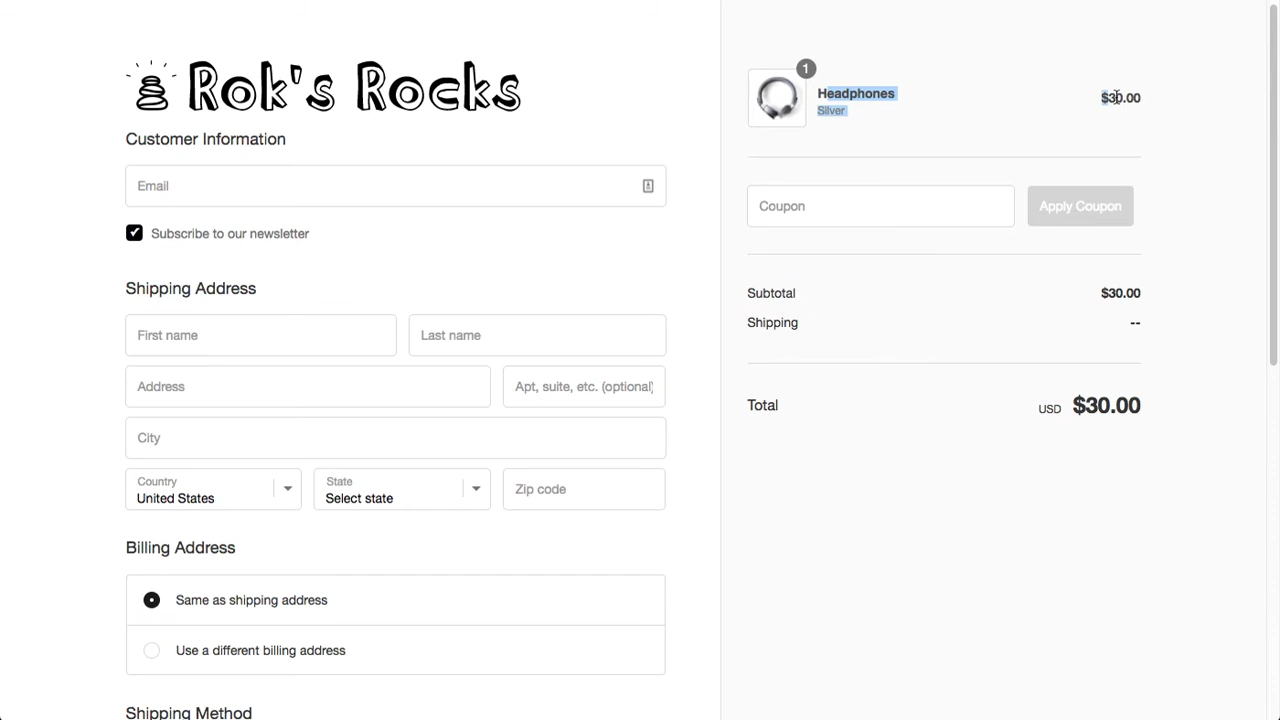 Rok's Rocks
Customer Information
Email
Subscribe to our newsletter
Shipping Address
First name
Last name
Address
Apt, suite, etc. (optional)
City
Country
United States
State
Select state
Zip code
Billing Address
Same as shipping address
Use a different billing address
Shipping Method
1
Headphones
Silver
$30.00
Coupon
Apply Coupon
Subtotal
$30.00
Shipping
--
Total
USD $30.00